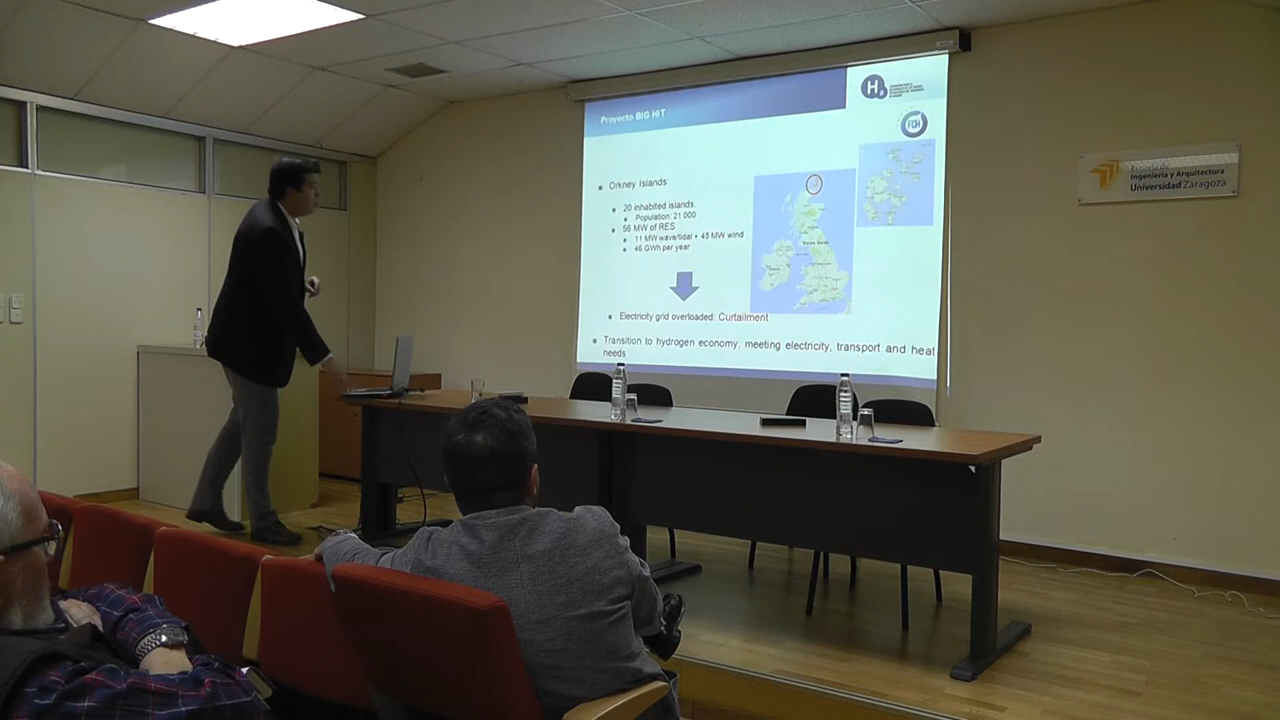 Proyecto BIG HIT
H₂
FCH
Orkney Islands:
20 inhabited islands.
Population: 21 000
56 MW of RES
11 MW wave/tidal + 45 MW wind
46 GWh per year
Electricity grid overloaded: Curtailment
Transition to hydrogen economy, meeting electricity, transport and heat
needs
Escuela de
Ingeniería y Arquitectura
Universidad Zaragoza